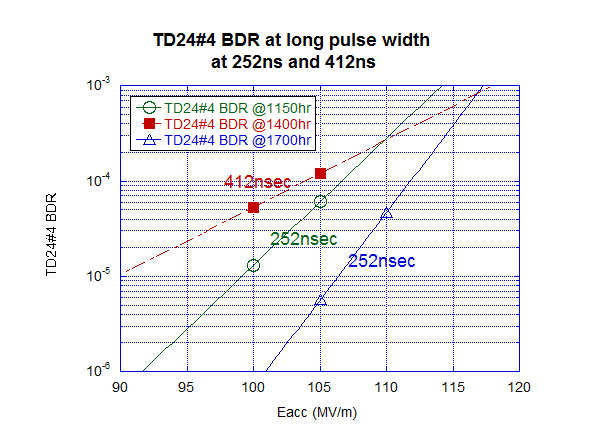 TD24#4 BDR at long pulse width
at 252ns and 412ns
10-3
TD24#4 BDR @1150hr
TD24#4 BDR @1400hr
TD24#4 BDR @1700hr
10-4
412nsec
TD24#4 BDR
252nsec
252nsec
10-5
10-6
90 95 100 105 110 115 120
Eacc (MV/m)